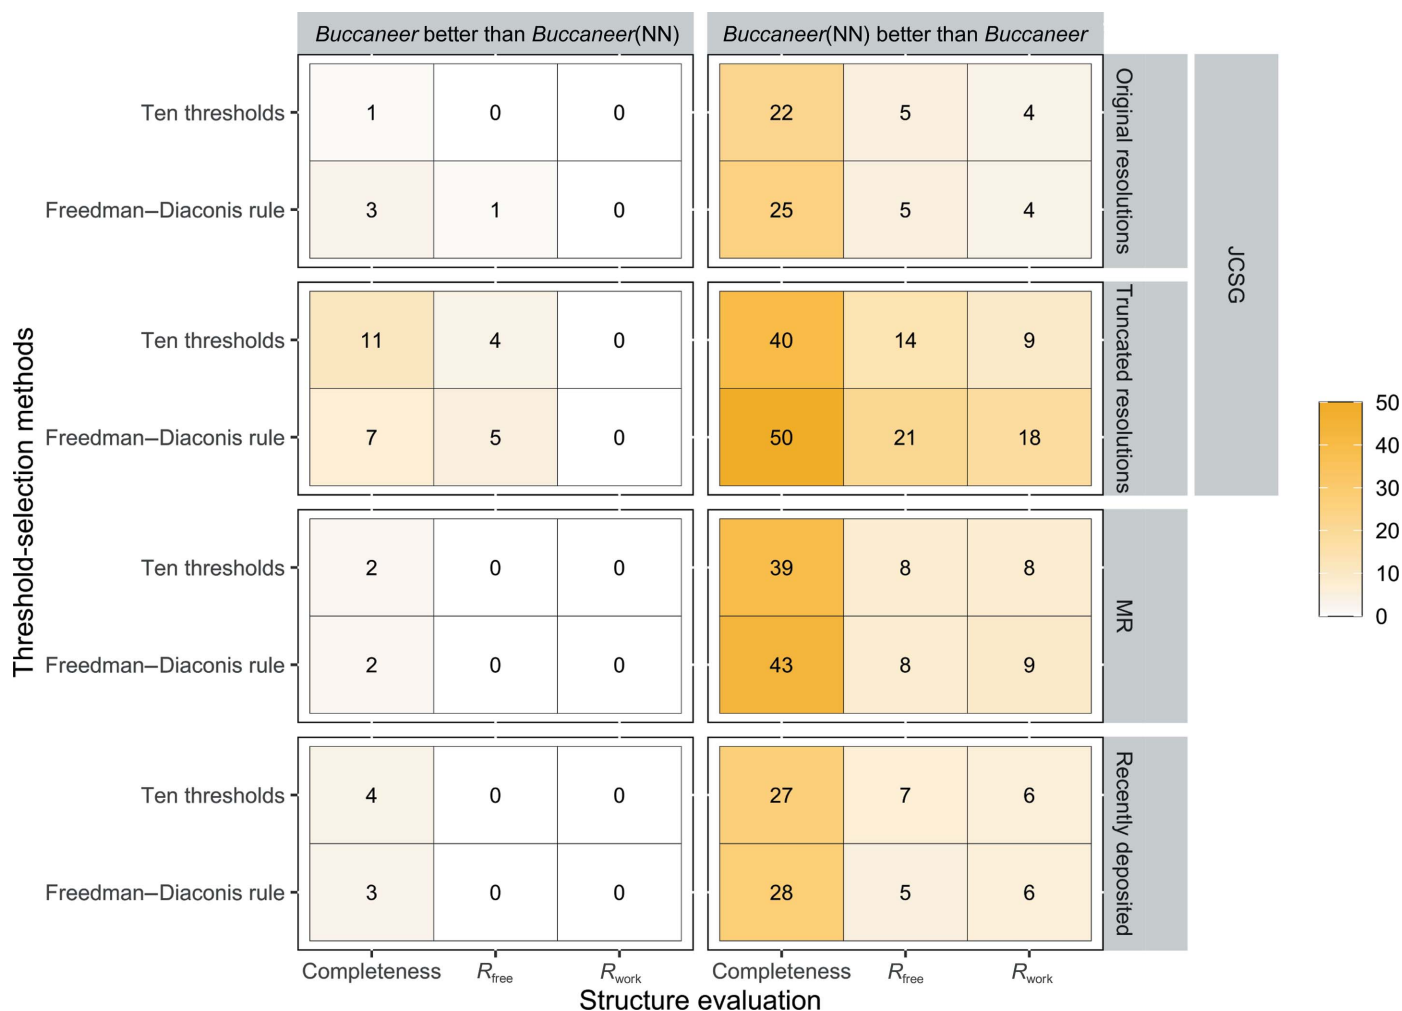 Buccaneer better than Buccaneer(NN)
Buccaneer(NN) better than Buccaneer
Threshold-selection methods
Ten thresholds 1 0 0 22 5 4
Freedman–Diaconis rule 3 1 0 25 5 4
Original resolutions
Ten thresholds 11 4 0 40 14 9
Freedman–Diaconis rule 7 5 0 50 21 18
Truncated resolutions
JCSG
Ten thresholds 2 0 0 39 8 8
Freedman–Diaconis rule 2 0 0 43 8 9
MR
Ten thresholds 4 0 0 27 7 6
Freedman–Diaconis rule 3 0 0 28 5 6
Recently deposited
Completeness Rfree Rwork Completeness Rfree Rwork
Structure evaluation
50
40
30
20
10
0